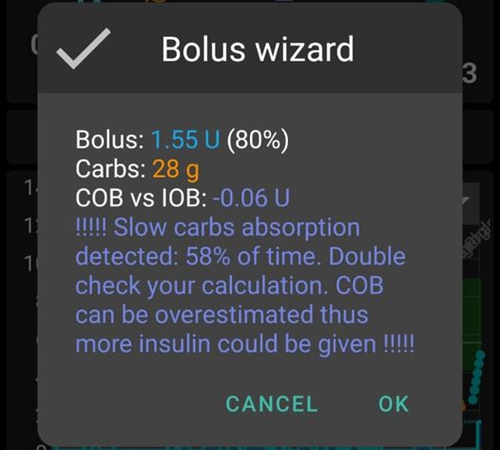 Bolus wizard
3
Bolus: 1.55 U (80%)
Carbs: 28 g
COB vs IOB: -0.06 U
!!!!! Slow carbs absorption
detected: 58% of time. Double
check your calculation. COB
can be overestimated thus
more insulin could be given !!!!!
CANCEL OK